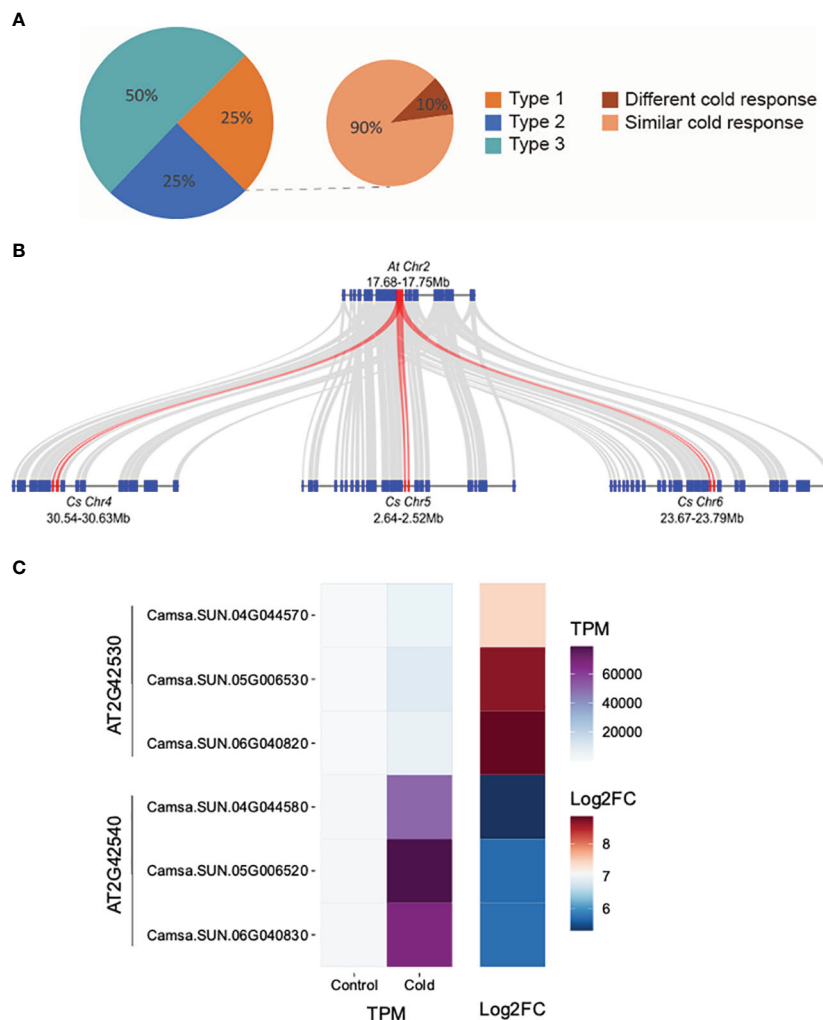 A
50%
25%
25%
90%
10%
Type 1
Type 2
Type 3
Different cold response
Similar cold response
B
At Chr2
17.68-17.75Mb
Cs Chr4
30.54-30.63Mb
Cs Chr5
2.64-2.52Mb
Cs Chr6
23.67-23.79Mb
C
AT2G42530
AT2G42540
Camsa.SUN.04G044570
Camsa.SUN.05G006530
Camsa.SUN.06G040820
Camsa.SUN.04G044580
Camsa.SUN.05G006520
Camsa.SUN.06G040830
Control
Cold
TPM
Log2FC
TPM
60000
40000
20000
Log2FC
8
7
6